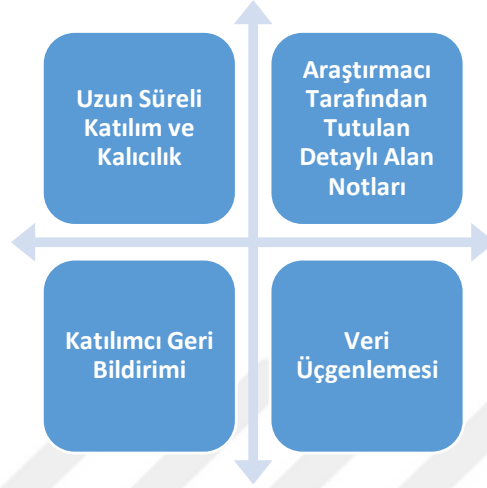 Uzun Süreli
Katılım ve
Kalıcılık
Araştırmacı
Tarafından
Tutulan
Detaylı Alan
Notları
Katılımcı Geri
Bildirimi
Veri
Üçgenlemesi